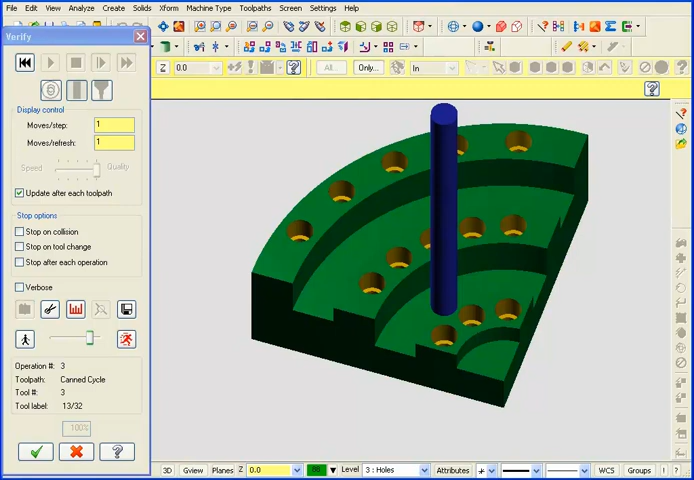 File Edit View Analyze Create Solids Xform Machine Type Toolpaths Screen Settings Help
Verify
Z 0.0 All... Only... In
Display control
Moves/step: 1
Moves/refresh: 1
Speed Quality
Update after each toolpath
Stop options
Stop on collision
Stop on tool change
Stop after each operation
Verbose
Operation #: 3
Toolpath: Canned Cycle
Tool #: 3
Tool label: 13/32
100%
3D Gview Planes Z 0.0 Level 3 : Holes Attributes WCS Groups ?